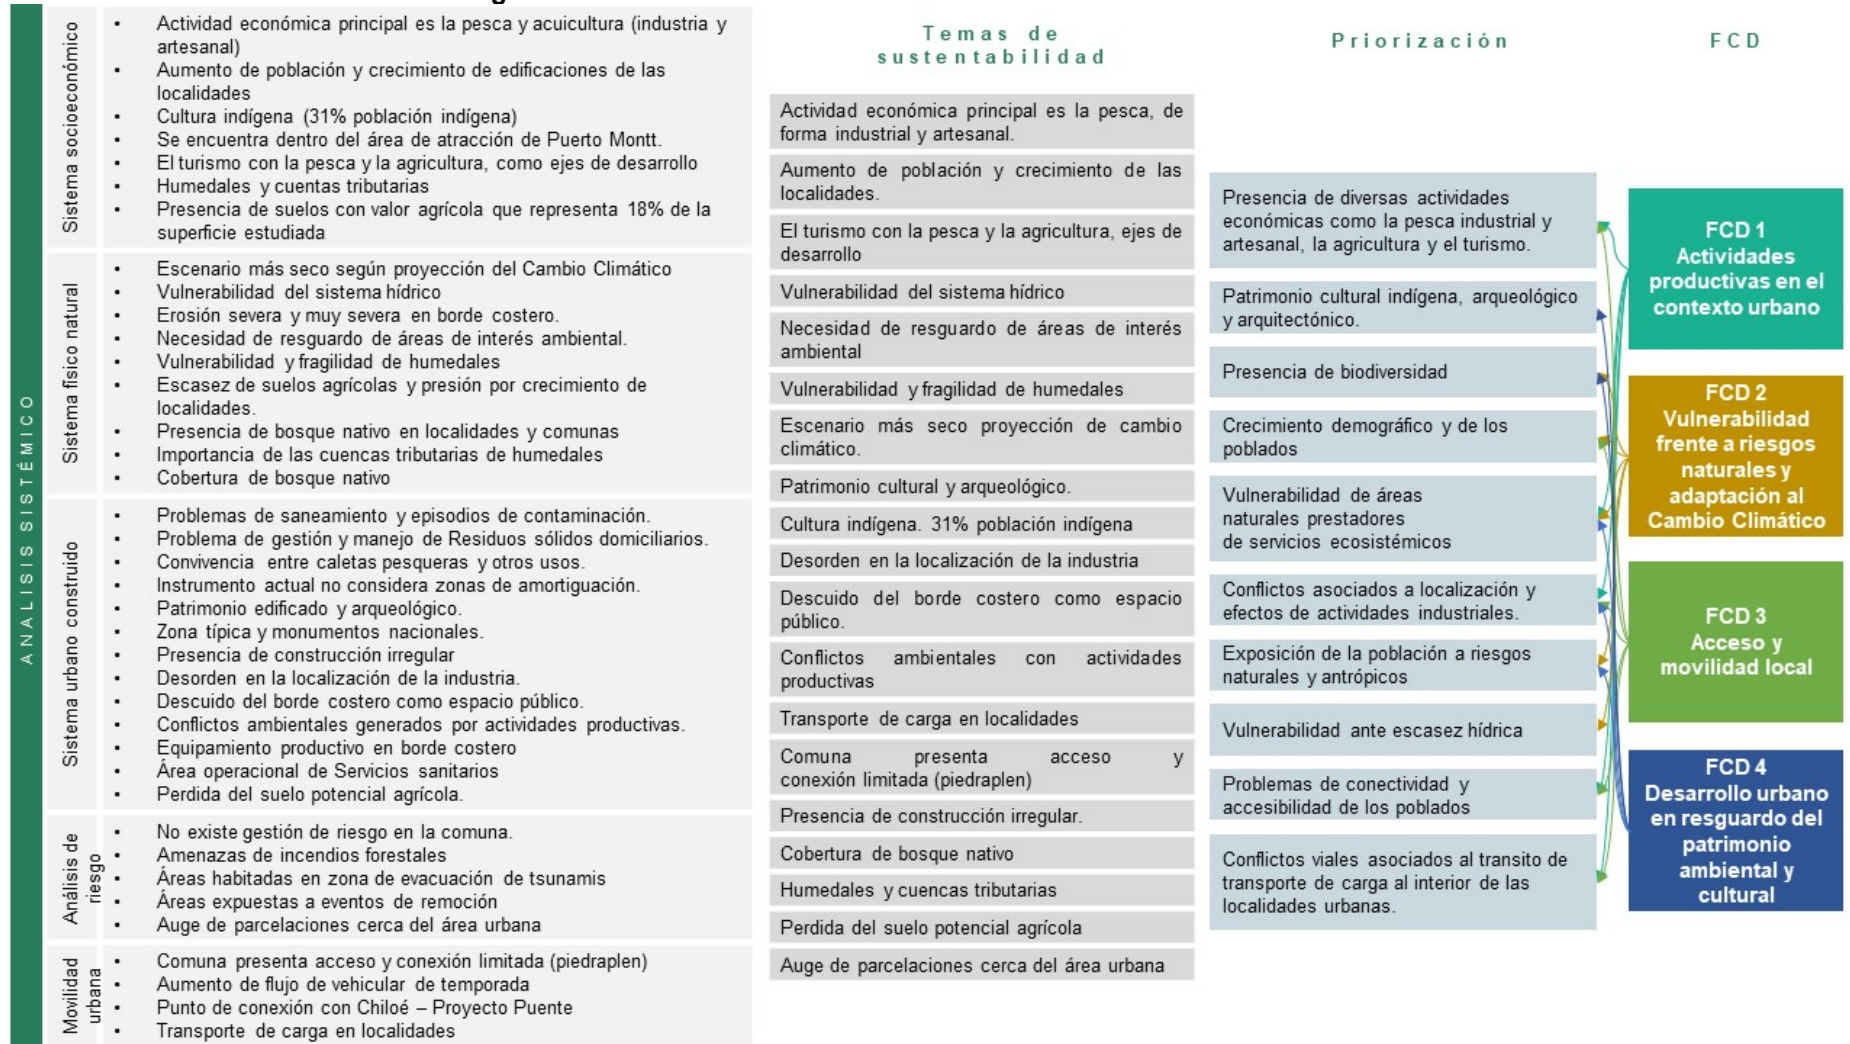 ANALISIS SISTÉMICO
Sistema socioeconómico
• Actividad económica principal es la pesca y acuicultura (industria y
artesanal)
• Aumento de población y crecimiento de edificaciones de las
localidades
• Cultura indígena (31% población indígena)
• Se encuentra dentro del área de atracción de Puerto Montt.
• El turismo con la pesca y la agricultura, como ejes de desarrollo
• Humedales y cuentas tributarias
• Presencia de suelos con valor agrícola que representa 18% de la
superficie estudiada
Sistema físico natural
• Escenario más seco según proyección del Cambio Climático
• Vulnerabilidad del sistema hídrico
• Erosión severa y muy severa en borde costero.
• Necesidad de resguardo de áreas de interés ambiental.
• Vulnerabilidad y fragilidad de humedales
• Escasez de suelos agrícolas y presión por crecimiento de
localidades.
• Presencia de bosque nativo en localidades y comunas
• Importancia de las cuencas tributarias de humedales
• Cobertura de bosque nativo
Sistema urbano construido
• Problemas de saneamiento y episodios de contaminación.
• Problema de gestión y manejo de Residuos sólidos domiciliarios.
• Convivencia entre caletas pesqueras y otros usos.
• Instrumento actual no considera zonas de amortiguación.
• Patrimonio edificado y arqueológico.
• Zona típica y monumentos nacionales.
• Presencia de construcción irregular
• Desorden en la localización de la industria.
• Descuido del borde costero como espacio público.
• Conflictos ambientales generados por actividades productivas.
• Equipamiento productivo en borde costero
• Área operacional de Servicios sanitarios
• Perdida del suelo potencial agrícola.
Análisis de
riesgo
• No existe gestión de riesgo en la comuna.
• Amenazas de incendios forestales
• Áreas habitadas en zona de evacuación de tsunamis
• Áreas expuestas a eventos de remoción
• Auge de parcelaciones cerca del área urbana
Movilidad
urbana
• Comuna presenta acceso y conexión limitada (piedraplen)
• Aumento de flujo de vehicular de temporada
• Punto de conexión con Chiloé – Proyecto Puente
• Transporte de carga en localidades
Temas de
sustentabilidad
Actividad económica principal es la pesca, de
forma industrial y artesanal.
Aumento de población y crecimiento de las
localidades.
El turismo con la pesca y la agricultura, ejes de
desarrollo
Vulnerabilidad del sistema hídrico
Necesidad de resguardo de áreas de interés
ambiental
Vulnerabilidad y fragilidad de humedales
Escenario más seco proyección de cambio
climático.
Patrimonio cultural y arqueológico.
Cultura indígena. 31% población indígena
Desorden en la localización de la industria
Descuido del borde costero como espacio
público.
Conflictos ambientales con actividades
productivas
Transporte de carga en localidades
Comuna presenta acceso y
conexión limitada (piedraplen)
Presencia de construcción irregular.
Cobertura de bosque nativo
Humedales y cuencas tributarias
Perdida del suelo potencial agrícola
Auge de parcelaciones cerca del área urbana
Priorización
Presencia de diversas actividades
económicas como la pesca industrial y
artesanal, la agricultura y el turismo.
Patrimonio cultural indígena, arqueológico
y arquitectónico.
Presencia de biodiversidad
Crecimiento demográfico y de los
poblados
Vulnerabilidad de áreas
naturales prestadores
de servicios ecosistémicos
Conflictos asociados a localización y
efectos de actividades industriales.
Exposición de la población a riesgos
naturales y antrópicos
Vulnerabilidad ante escasez hídrica
Problemas de conectividad y
accesibilidad de los poblados
Conflictos viales asociados al transito de
transporte de carga al interior de las
localidades urbanas.
FCD
FCD 1
Actividades
productivas en el
contexto urbano
FCD 2
Vulnerabilidad
frente a riesgos
naturales y
adaptación al
Cambio Climático
FCD 3
Acceso y
movilidad local
FCD 4
Desarrollo urbano
en resguardo del
patrimonio
ambiental y
cultural